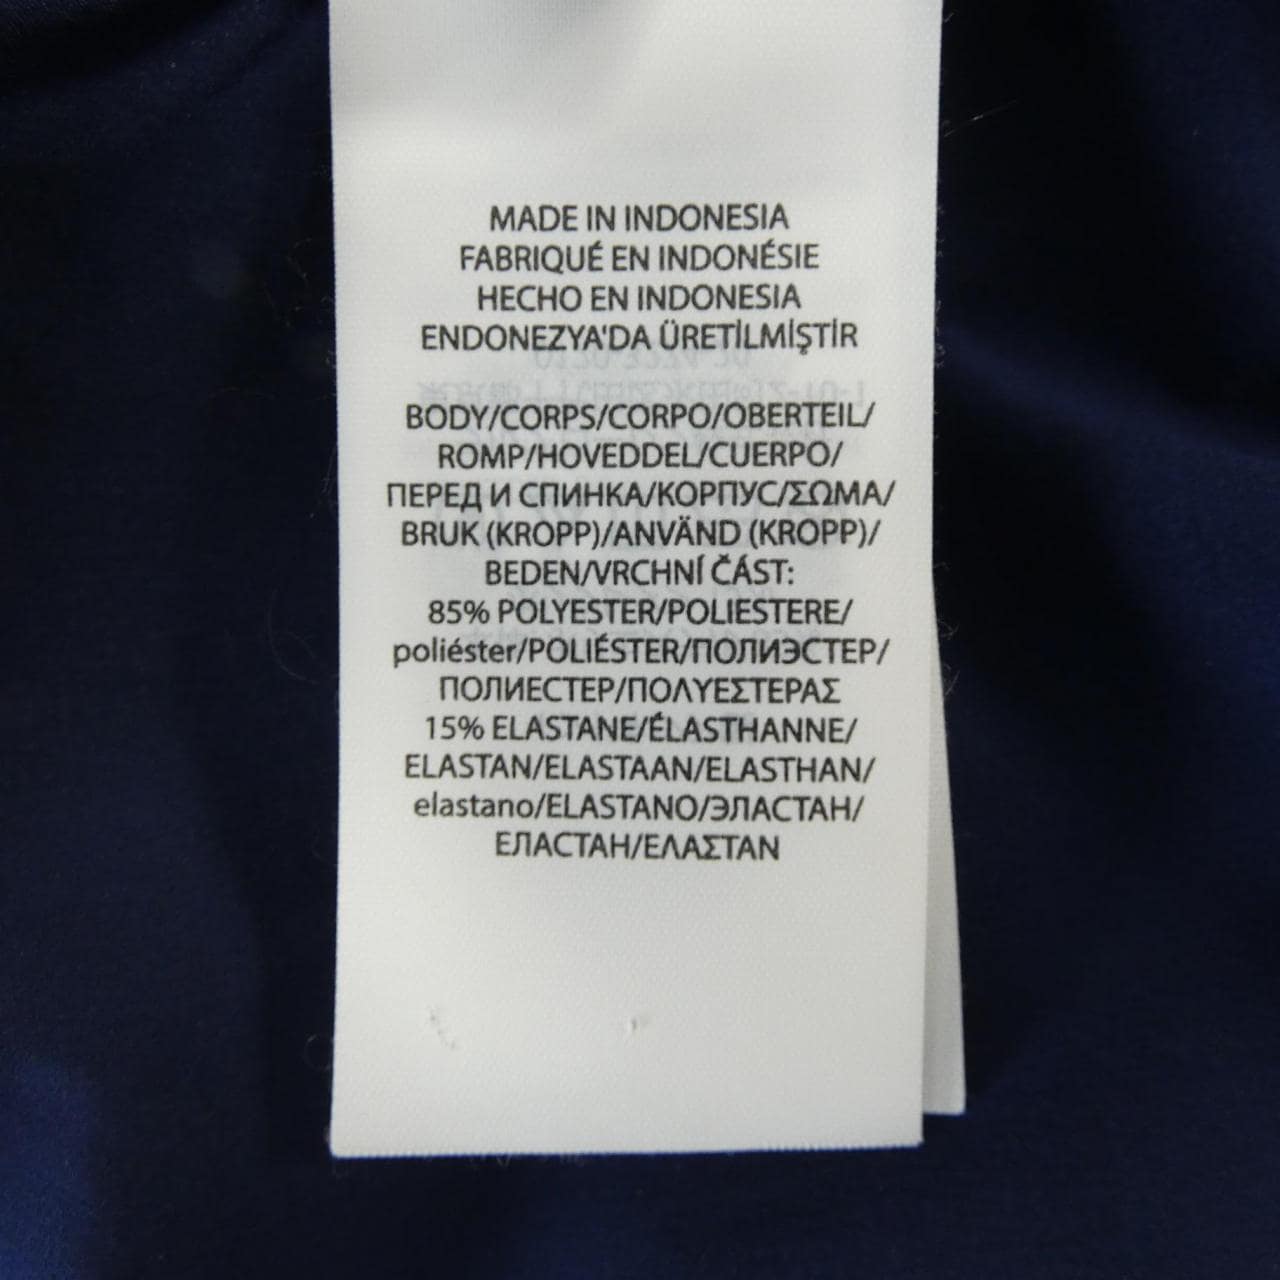 MADE IN INDONESIA
FABRIQUÉ EN INDONÉSIE
HECHO EN INDONESIA
ENDONEZYA'DA ÜRETİLMİŞTİR
BODY/CORPS/CORPO/OBERTEIL/
ROMP/HOVEDDEL/CUERPO/
ПЕРЕД И СПИНКА/КОРПУС/ΣΩΜΑ/
BRUK (KROPP)/ANVÄND (KROPP)/
BEDEN/VRCHNÍ ČÁST:
85% POLYESTER/POLIESTERE/
poliéster/POLIÉSTER/ПОЛИЭСТЕР/
ПОЛИЕСТЕР/ΠΟΛΥΕΣΤΕΡΑΣ
15% ELASTANE/ÉLASTHANNE/
ELASTAN/ELASTAAN/ELASTHAN/
elastano/ELASTANO/ЭЛАСТАН/
ЕЛАСТАН/ΕΛΑΣΤΑΝ